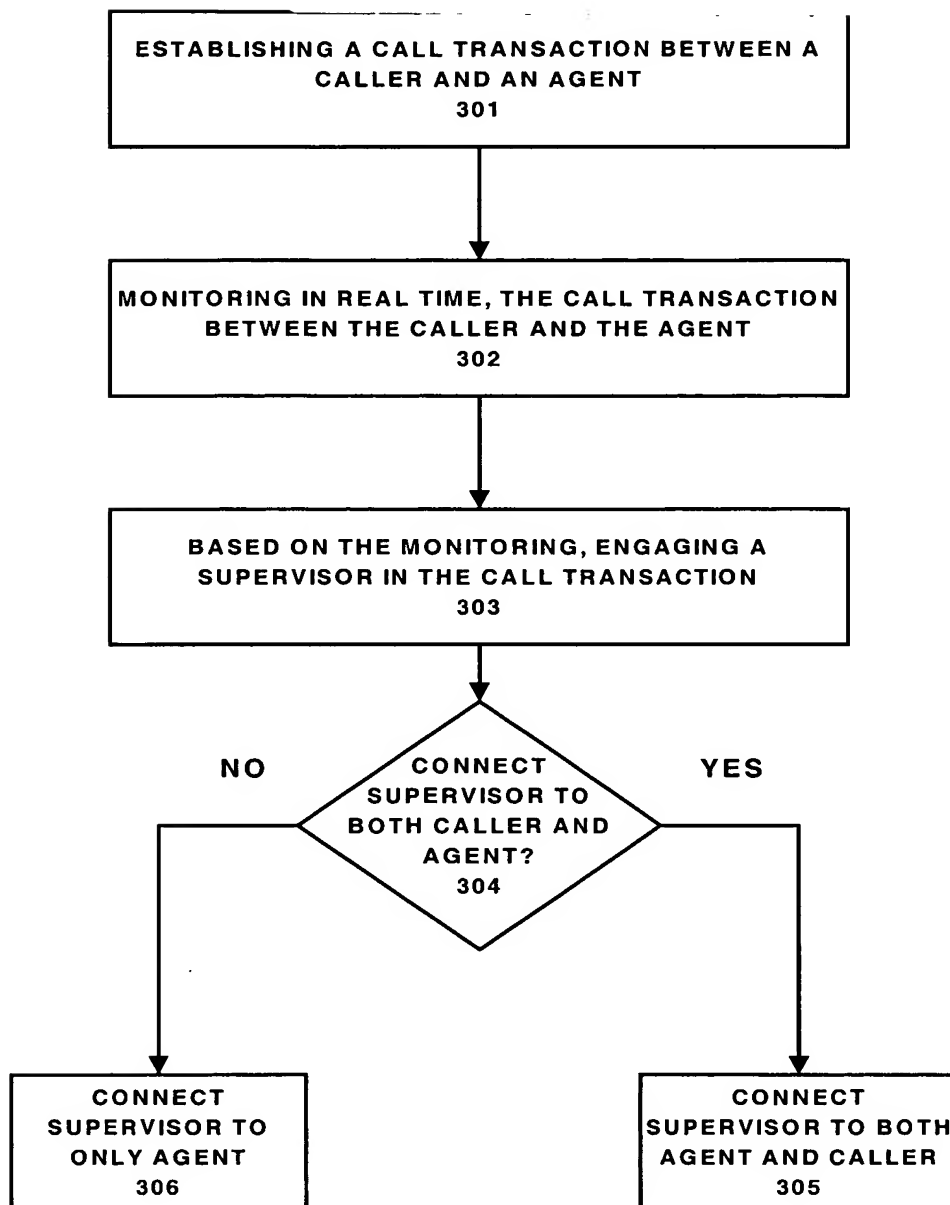 ESTABLISHING A CALL TRANSACTION BETWEEN A
CALLER AND AN AGENT
301
MONITORING IN REAL TIME, THE CALL TRANSACTION
BETWEEN THE CALLER AND THE AGENT
302
BASED ON THE MONITORING, ENGAGING A
SUPERVISOR IN THE CALL TRANSACTION
303
NO
YES
CONNECT
SUPERVISOR TO
BOTH CALLER AND
AGENT?
304
CONNECT
SUPERVISOR TO
ONLY AGENT
306
CONNECT
SUPERVISOR TO BOTH
AGENT AND CALLER
305